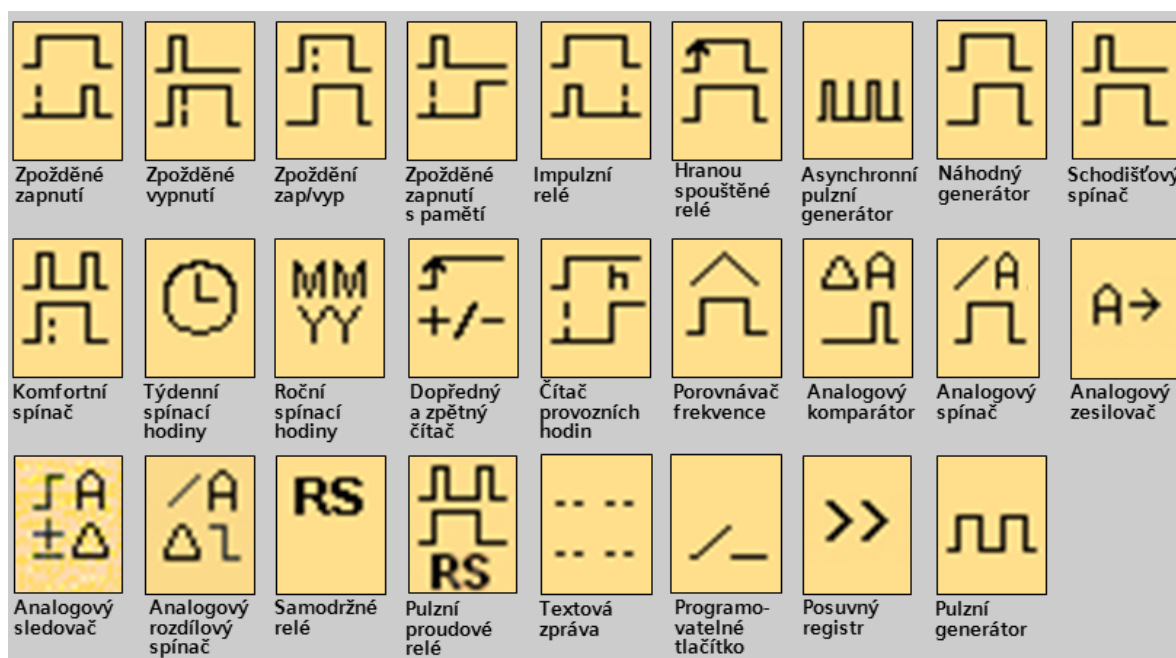 Zpožděné
zapnutí
Zpožděné
vypnutí
Zpoždění
zap/vyp
Zpožděné
zapnutí
s pamětí
Impulzní
relé
Hranou
spouštěné
relé
Asynchronní
pulzní
generátor
Náhodný
generátor
Schodišťový
spínač
h
MM
YY
+/-
A
A
A
Komfortní
spínač
Týdenní
spínací
hodiny
Roční
spínací
hodiny
Dopředný
a zpětný
čítač
Čítač
provozních
hodin
Porovnávač
frekvence
Analogový
komparátor
Analogový
spínač
Analogový
zesilovač
A
±
A
RS
RS
>>
Analogový
sledovač
Analogový
rozdílový
spínač
Samodržné
relé
Pulzní
proudové
relé
Textová
zpráva
Programo-
vatelné
tlačítko
Posuvný
registr
Pulzní
generátor